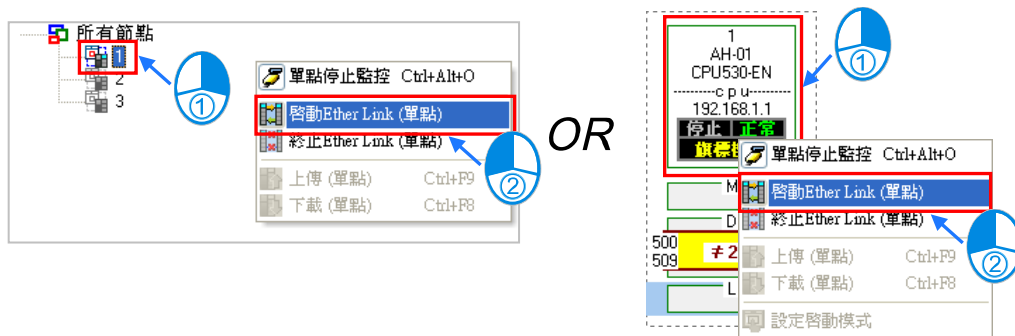 所有節點
1
2
3
①
單點停止監控 Ctrl+Alt+O
啓動Ether Link (單點)
終止Ether Link (單點)
上傳 (單點) Ctrl+F9
下載 (單點) Ctrl+F8
②
OR
1
AH-01
CPU530-EN
--------c p u--------
192.168.1.1
停止 正常
①
單點停止監控 Ctrl+Alt+O
啓動Ether Link (單點)
終止Ether Link (單點)
上傳 (單點) Ctrl+F9
下載 (單點) Ctrl+F8
設定啓動模式
②
M
D
500
509
≠2
L